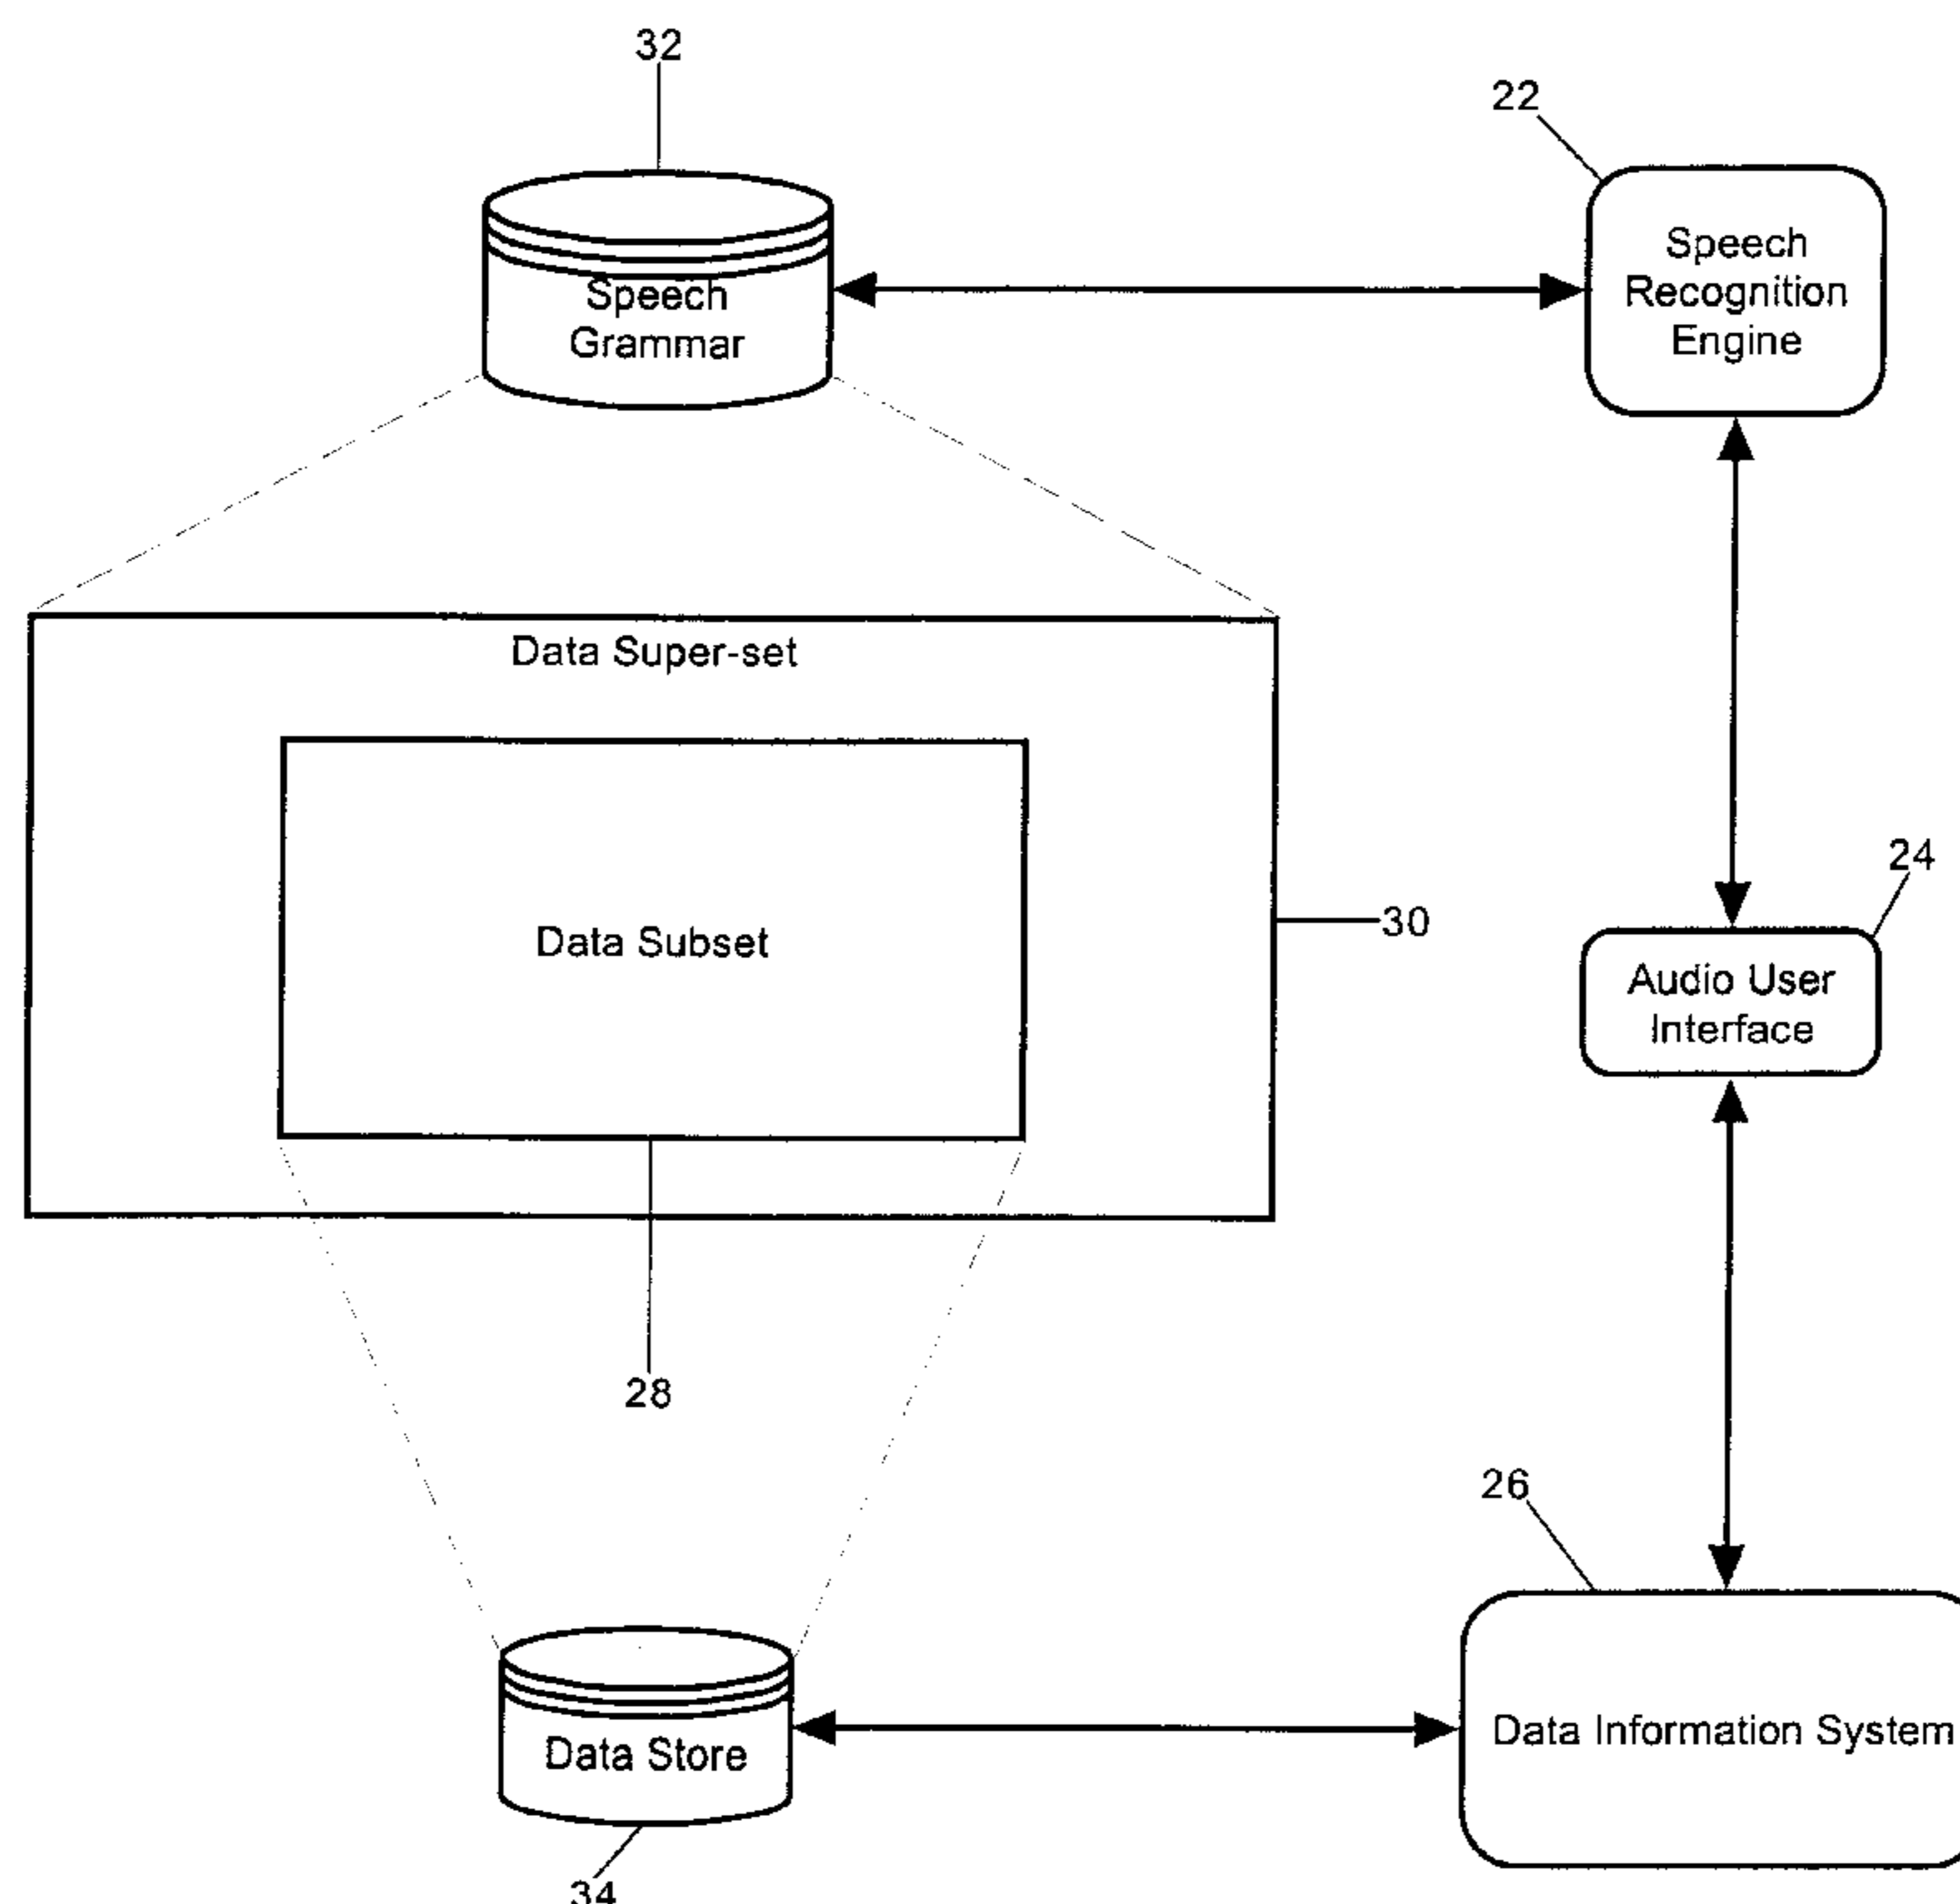 32
22
Speech
Grammar
Speech
Recognition
Engine
Data Super-set
24
30
Data Subset
Audio User
Interface
28
26
Data Store
Data Information System
34